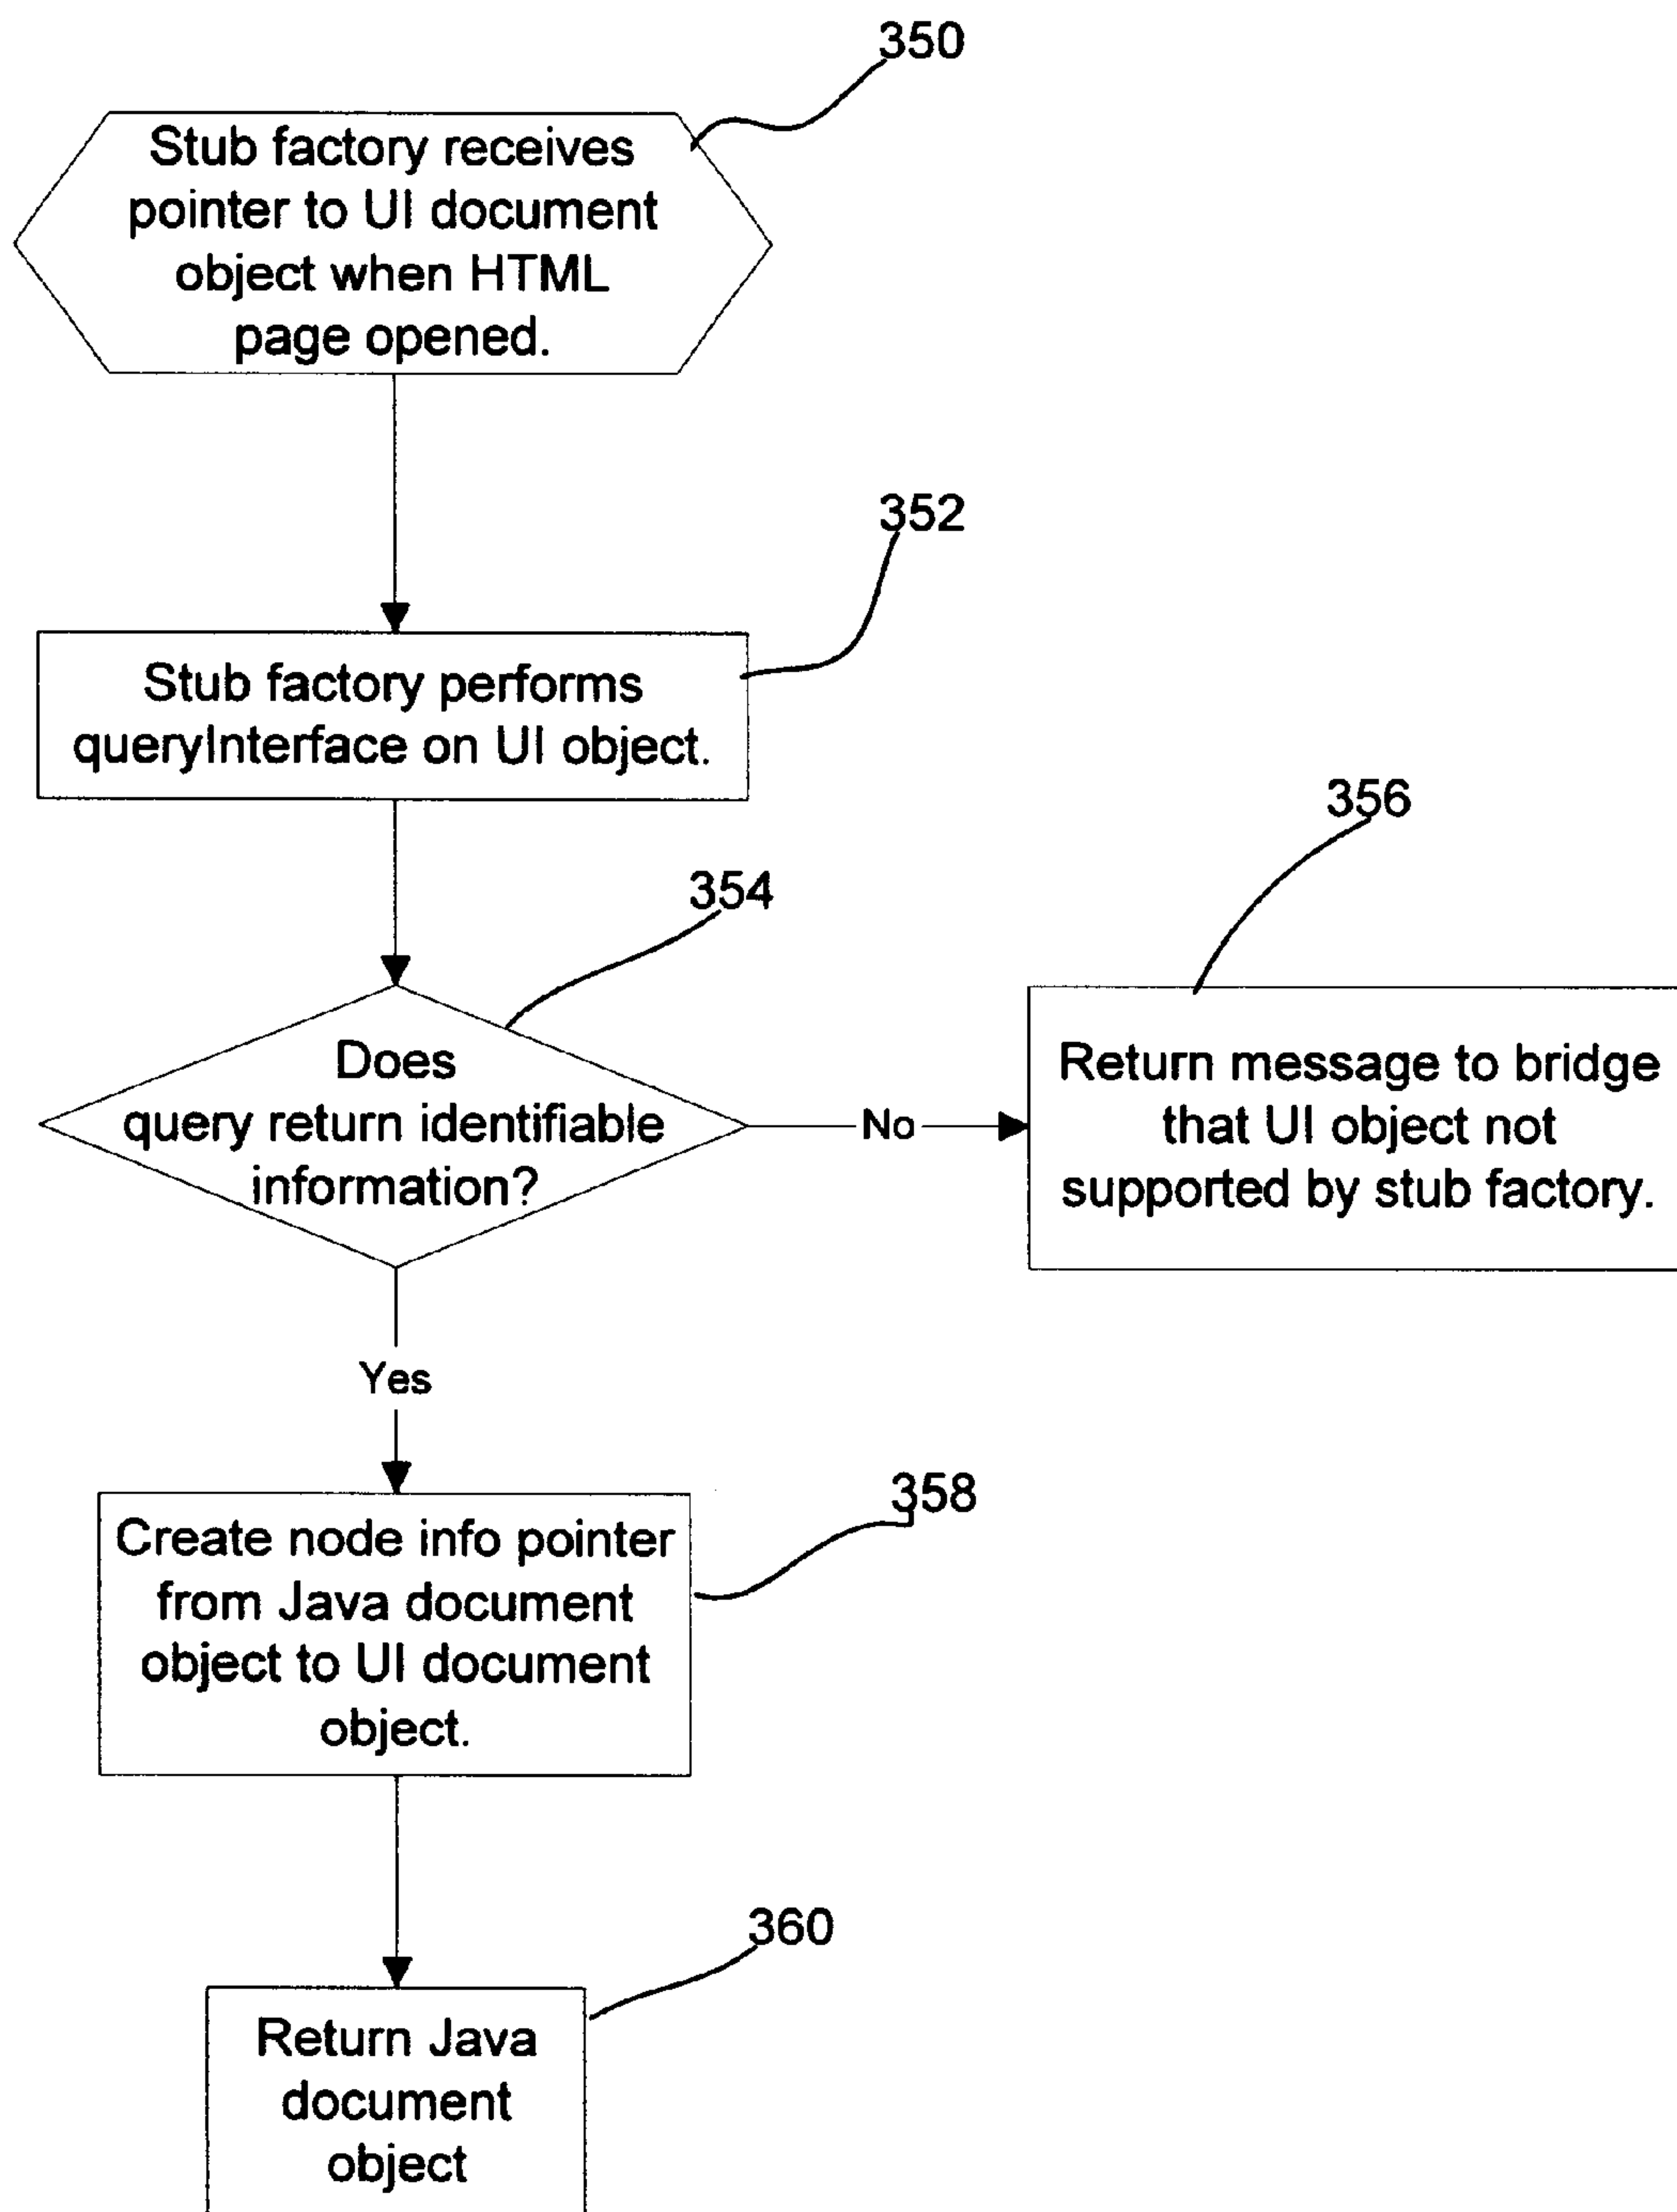 350
Stub factory receives
pointer to UI document
object when HTML
page opened.
352
Stub factory performs
queryInterface on UI object.
354
Does
query return identifiable
information?
No
356
Return message to bridge
that UI object not
supported by stub factory.
Yes
358
Create node info pointer
from Java document
object to UI document
object.
360
Return Java
document
object